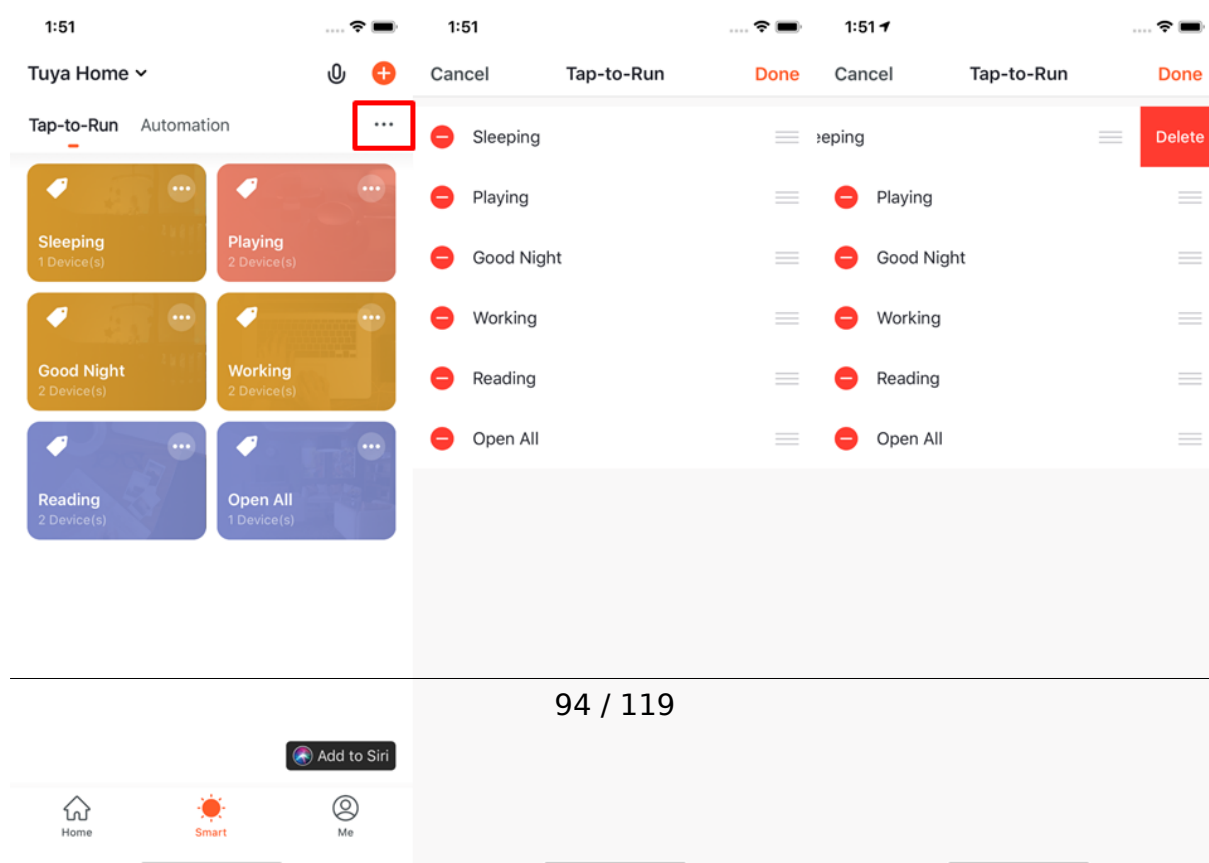 1:51
Tuya Home
Tap-to-Run Automation
Sleeping
1 Device(s)
Playing
2 Device(s)
Good Night
2 Device(s)
Working
2 Device(s)
Reading
2 Device(s)
Open All
1 Device(s)
Add to Siri
Home
Smart
Me
1:51
Cancel Tap-to-Run Done
Sleeping
Playing
Good Night
Working
Reading
Open All
1:51
Cancel Tap-to-Run Done
eeping Delete
Playing
Good Night
Working
Reading
Open All
94 / 119